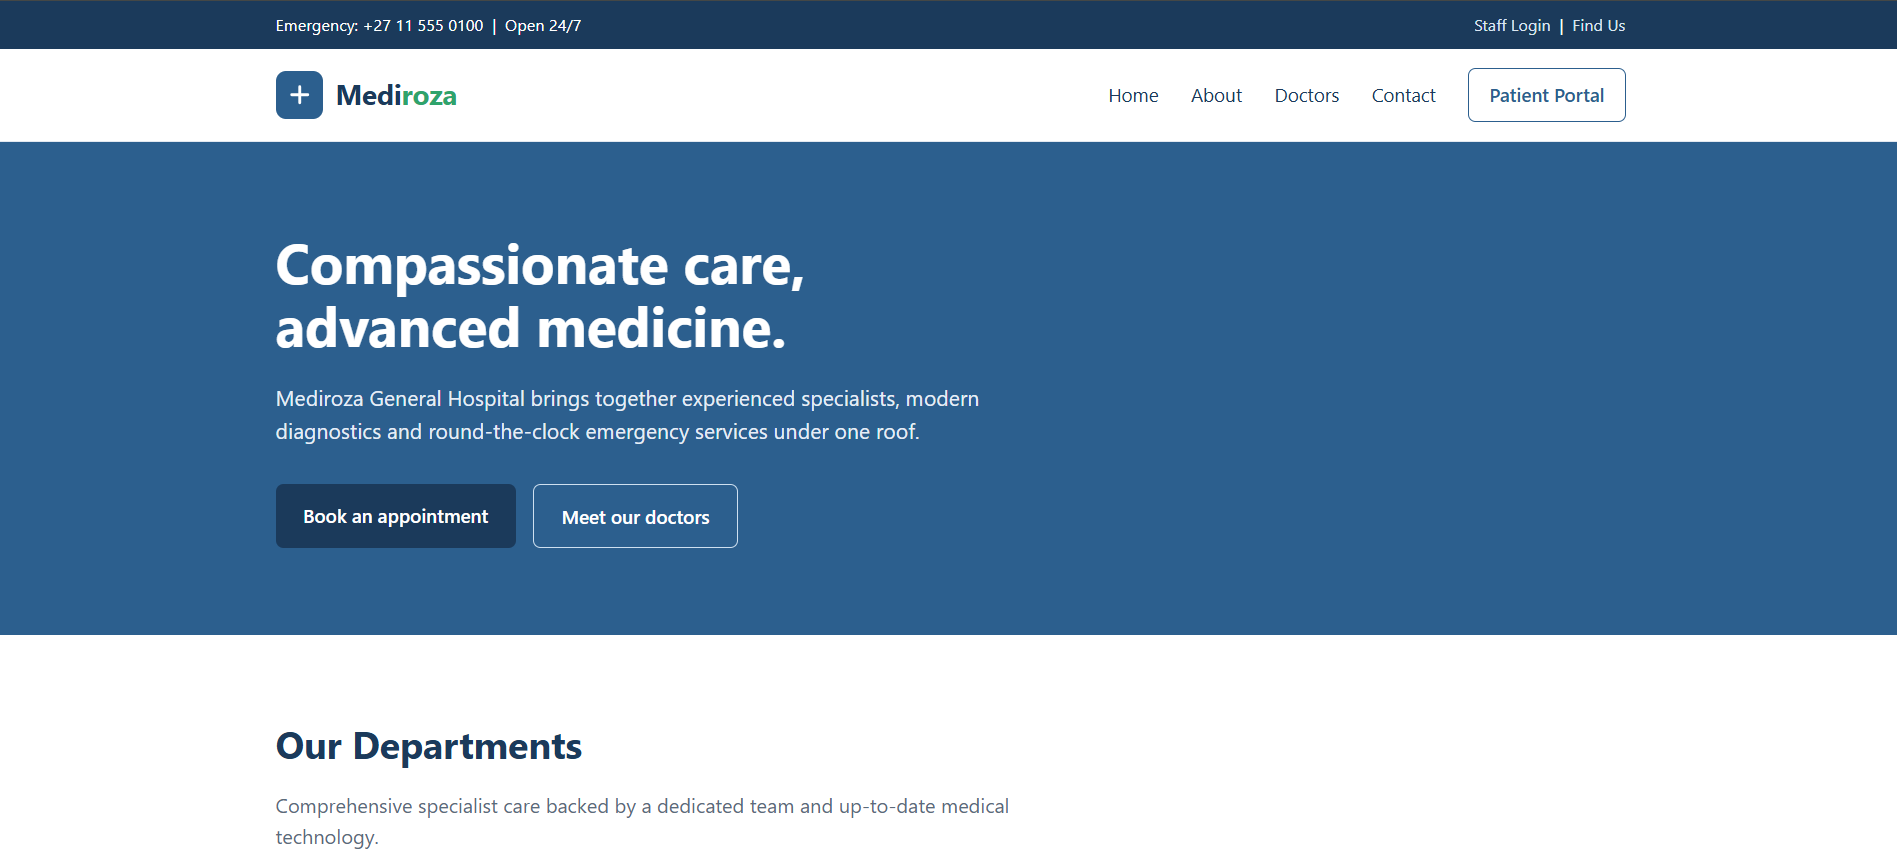 Emergency: +27 11 555 0100 | Open 24/7
Staff Login | Find Us
Mediroza
Home
About
Doctors
Contact
Patient Portal
Compassionate care,
advanced medicine.
Mediroza General Hospital brings together experienced specialists, modern
diagnostics and round-the-clock emergency services under one roof.
Book an appointment
Meet our doctors
Our Departments
Comprehensive specialist care backed by a dedicated team and up-to-date medical
technology.